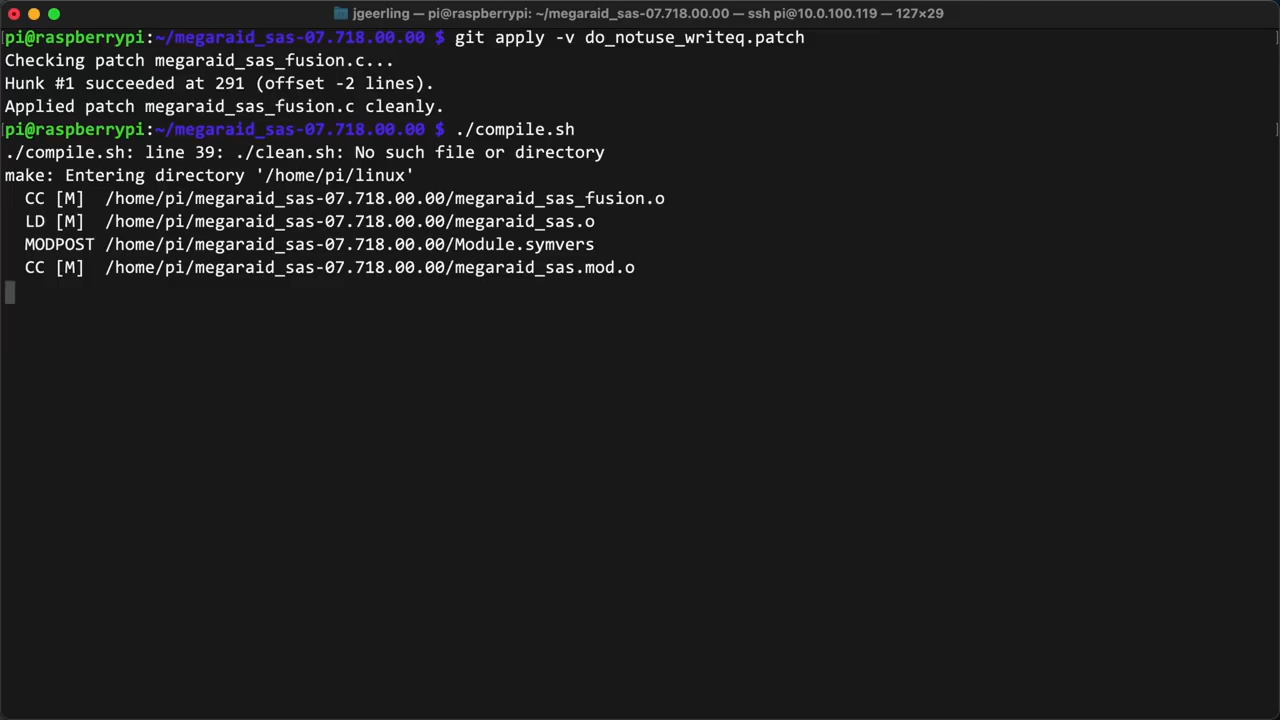 jgeerling — pi@raspberrypi: ~/megaraid_sas-07.718.00.00 — ssh pi@10.0.100.119 — 127×29
pi@raspberrypi:~/megaraid_sas-07.718.00.00 $ git apply -v do_notuse_writeq.patch
Checking patch megaraid_sas_fusion.c...
Hunk #1 succeeded at 291 (offset -2 lines).
Applied patch megaraid_sas_fusion.c cleanly.
pi@raspberrypi:~/megaraid_sas-07.718.00.00 $ ./compile.sh
./compile.sh: line 39: ./clean.sh: No such file or directory
make: Entering directory '/home/pi/linux'
  CC [M]  /home/pi/megaraid_sas-07.718.00.00/megaraid_sas_fusion.o
  LD [M]  /home/pi/megaraid_sas-07.718.00.00/megaraid_sas.o
  MODPOST /home/pi/megaraid_sas-07.718.00.00/Module.symvers
  CC [M]  /home/pi/megaraid_sas-07.718.00.00/megaraid_sas.mod.o